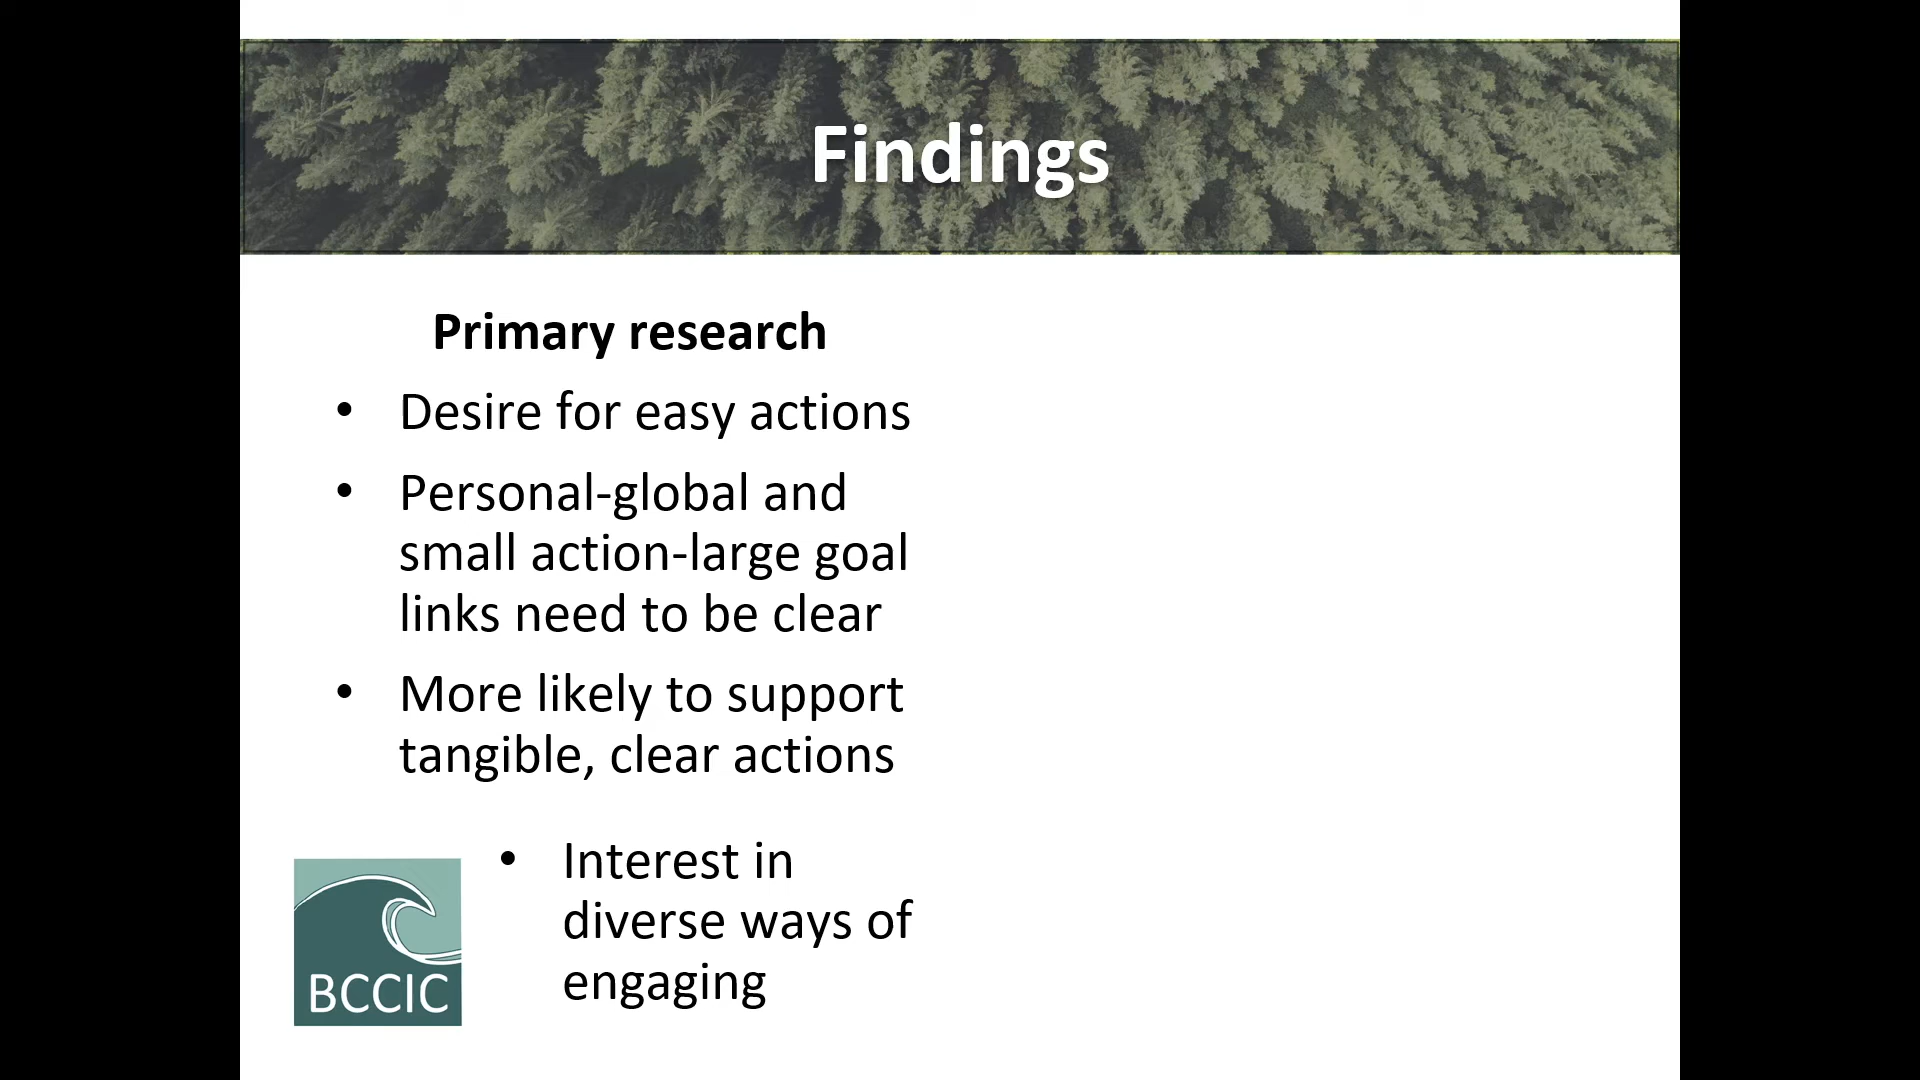 Findings
Primary research
• Desire for easy actions
• Personal-global and
small action-large goal
links need to be clear
• More likely to support
tangible, clear actions
• Interest in
diverse ways of
engaging
BCCIC